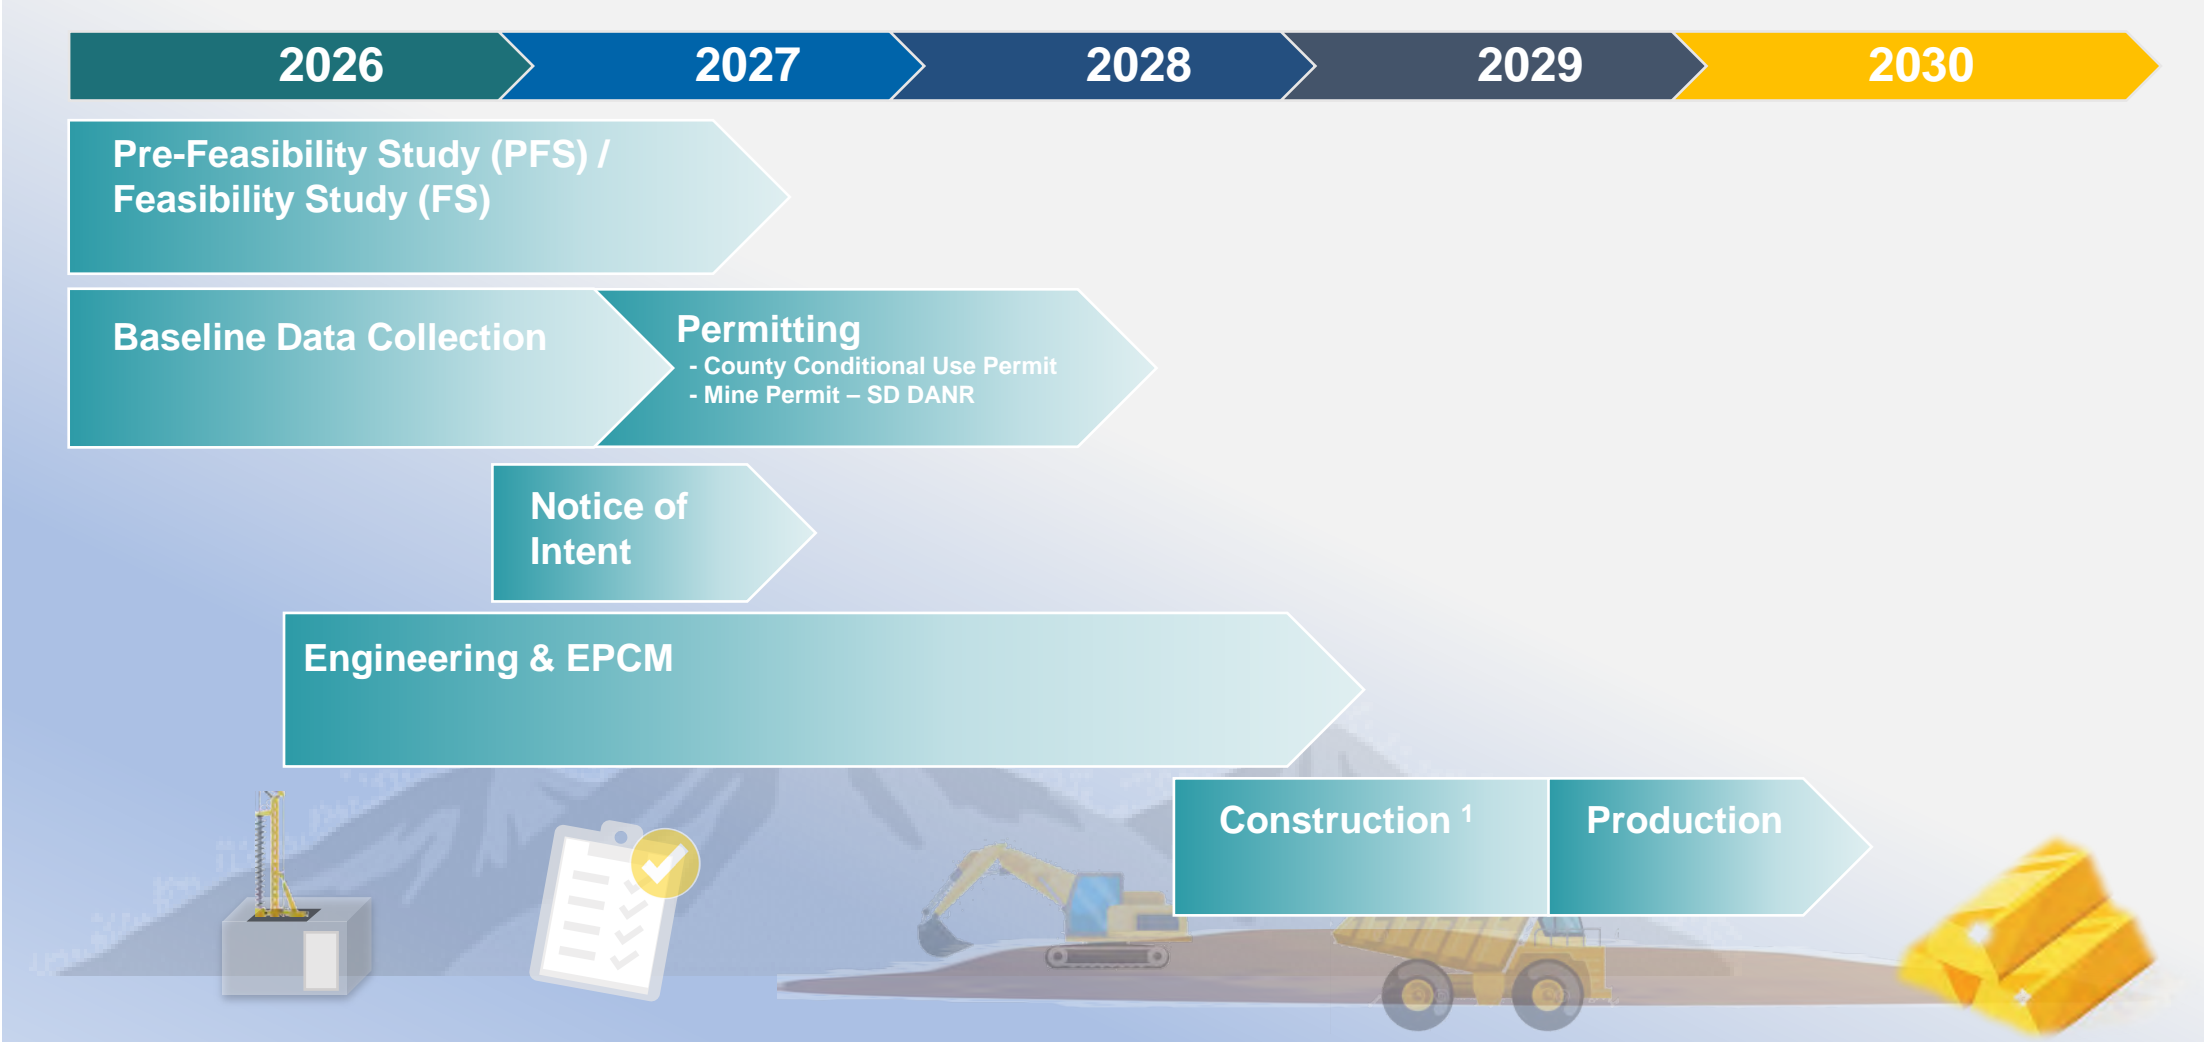 2026 2027 2028 2029 2030
Pre-Feasibility Study (PFS) /
Feasibility Study (FS)
Baseline Data Collection
Permitting
- County Conditional Use Permit
- Mine Permit – SD DANR
Notice of
Intent
Engineering & EPCM
Construction ¹
Production